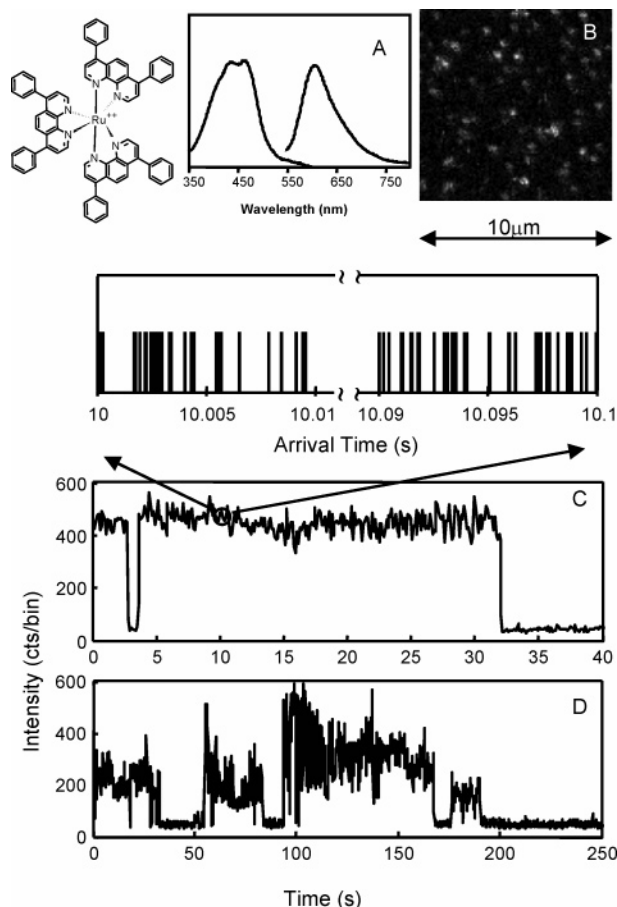 A
B
N
N
N
Ru++
N
N
N
350 450 550 650 750
Wavelength (nm)
10μm
10 10.005 10.01 10.09 10.095 10.1
Arrival Time (s)
Intensity (cts/bin)
600
400
200
0
C
0 5 10 15 20 25 30 35 40
600
400
200
0
D
0 50 100 150 200 250
Time (s)